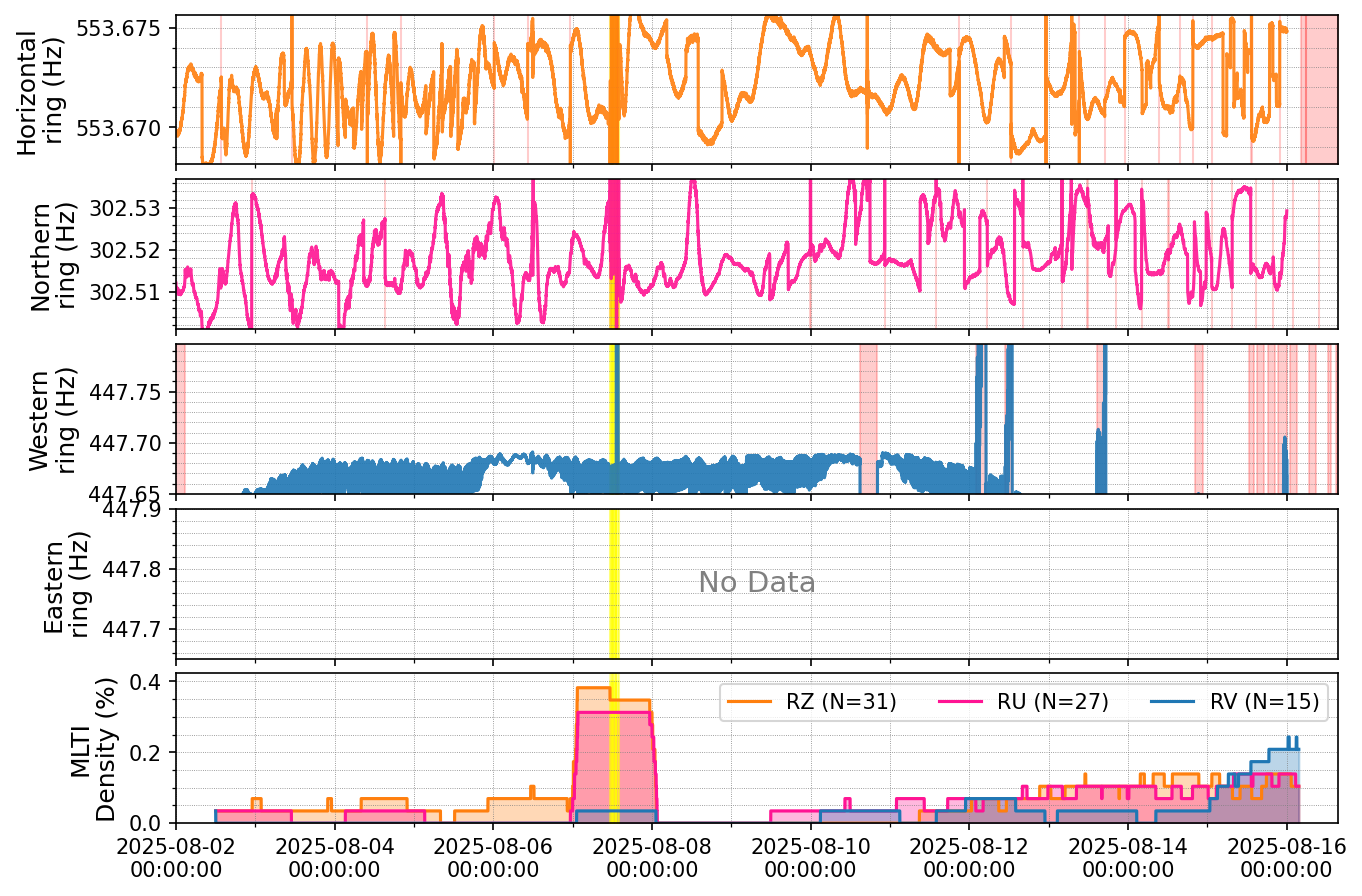 Horizontal
ring (Hz)
553.675
553.670
Northern
ring (Hz)
302.53
302.52
302.51
Western
ring (Hz)
447.75
447.70
447.65
Eastern
ring (Hz)
447.9
447.8
447.7
No Data
MLTI
Density (%)
0.4
0.2
0.0
RZ (N=31)
RU (N=27)
RV (N=15)
2025-08-02
00:00:00
2025-08-04
00:00:00
2025-08-06
00:00:00
2025-08-08
00:00:00
2025-08-10
00:00:00
2025-08-12
00:00:00
2025-08-14
00:00:00
2025-08-16
00:00:00